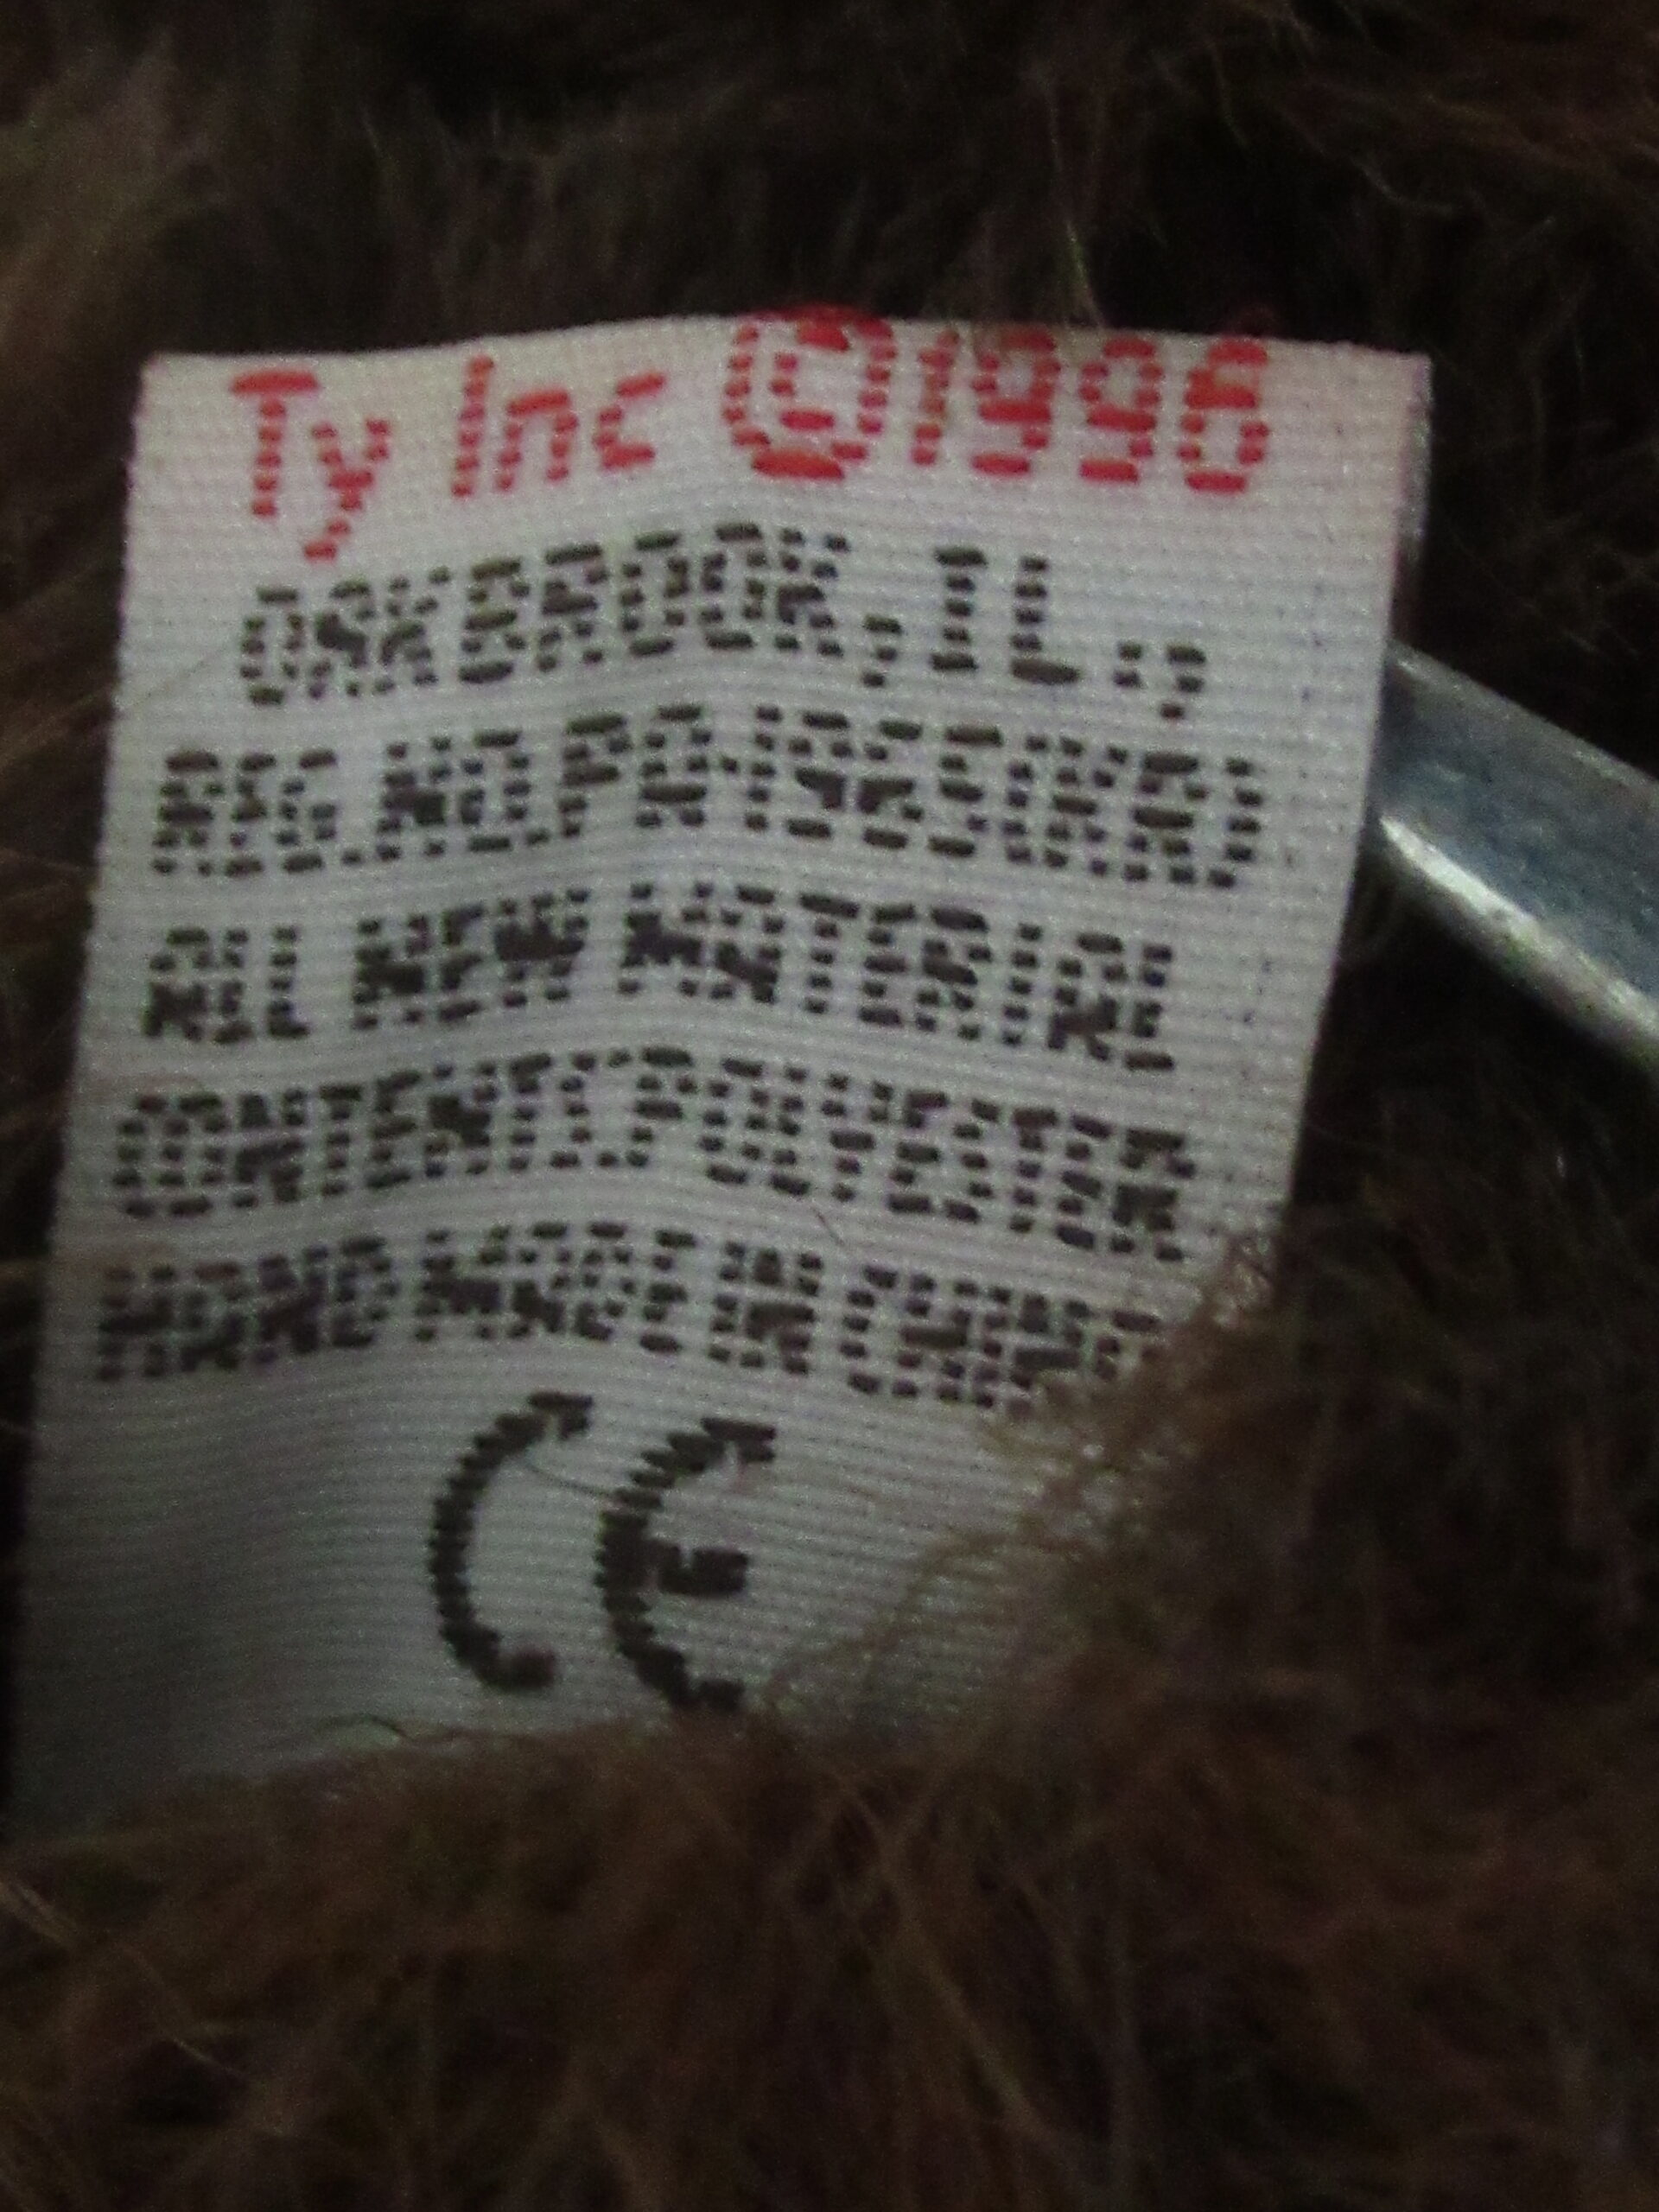 Ty Inc ©1996
OAKBROOK, IL.,
REG.NO.PA-1965(KR)
ALL NEW MATERIAL
CONTENTS:POLYESTER
HAND MADE IN CHINA
CE